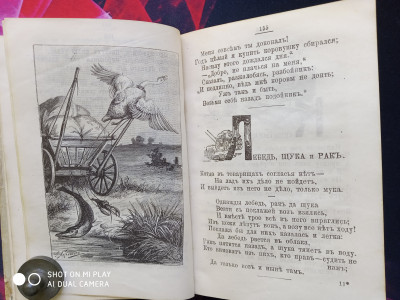 155
Меня совсѣмъ ты доконалъ!
Годъ цѣлый я купить коровушку сбирался;
Насилу этого дождался дня.“
—„Добро, не плачься на меня,“
Сказалъ, разжалобясь, разбойникъ:
„И подлинно, вѣдь мнѣ коровы не доить;
Ужъ такъ и быть,
Возьми себѣ назадъ подойникъ.“
ЛЕБЕДЬ, ЩУКА и РАКЪ.
Когда въ товарищахъ согласья нѣтъ—
На ладъ ихъ дѣло не пойдетъ,
И выйдетъ изъ него не дѣло, только мука.
Однажды лебедь, ракъ да щука
Везти съ поклажей возъ взялись,
И вмѣстѣ трое всѣ въ него впряглись;
Изъ кожи лѣзутъ вонъ, а возу все нѣтъ ходу!
Поклажа бы для нихъ казалась и легка:
Да лебедь рвется въ облака,
Ракъ пятится назадъ, а щука тянетъ въ воду.
Кто виноватъ изъ нихъ, кто правъ—судить не
намъ;
Да только возъ и нынѣ тамъ.
11*
SHOT ON MI PLAY
AI DUAL CAMERA